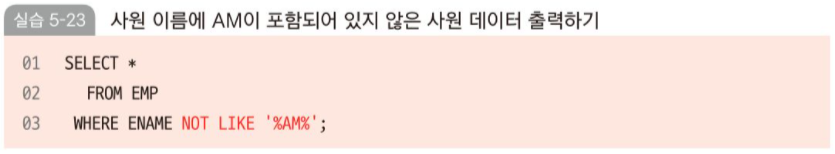 실습 5-23 사원 이름에 AM이 포함되어 있지 않은 사원 데이터 출력하기
01 SELECT *
02 FROM EMP
03 WHERE ENAME NOT LIKE '%AM%';